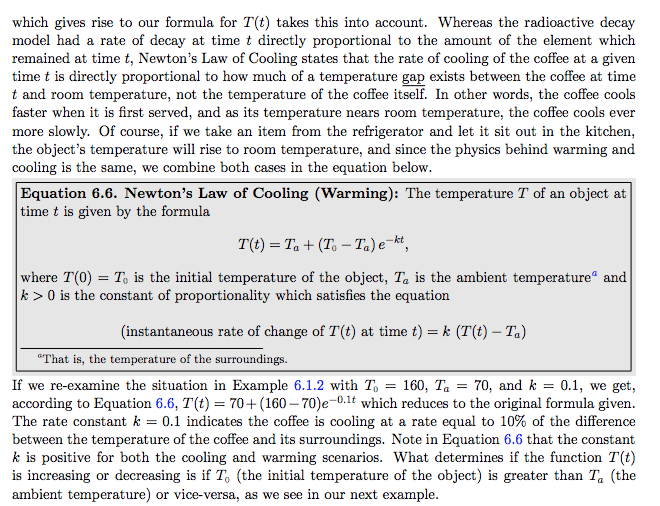 which gives rise to our formula for T(t) takes this into account. Whereas the radioactive decay
model had a rate of decay at time t directly proportional to the amount of the element which
remained at time t, Newton's Law of Cooling states that the rate of cooling of the coffee at a given
time t is directly proportional to how much of a temperature gap exists between the coffee at time
t and room temperature, not the temperature of the coffee itself. In other words, the coffee cools
faster when it is first served, and as its temperature nears room temperature, the coffee cools ever
more slowly. Of course, if we take an item from the refrigerator and let it sit out in the kitchen,
the object's temperature will rise to room temperature, and since the physics behind warming and
cooling is the same, we combine both cases in the equation below.
Equation 6.6. Newton's Law of Cooling (Warming): The temperature T of an object at
time t is given by the formula
T(t) = Tₐ + (T₀ − Tₐ) e^{−kt},
where T(0) = T₀ is the initial temperature of the object, Tₐ is the ambient temperatureᵃ and
k > 0 is the constant of proportionality which satisfies the equation
(instantaneous rate of change of T(t) at time t) = k (T(t) − Tₐ)
ᵃThat is, the temperature of the surroundings.
If we re-examine the situation in Example 6.1.2 with T₀ = 160, Tₐ = 70, and k = 0.1, we get,
according to Equation 6.6, T(t) = 70 + (160 − 70)e^{−0.1t} which reduces to the original formula given.
The rate constant k = 0.1 indicates the coffee is cooling at a rate equal to 10% of the difference
between the temperature of the coffee and its surroundings. Note in Equation 6.6 that the constant
k is positive for both the cooling and warming scenarios. What determines if the function T(t)
is increasing or decreasing is if T₀ (the initial temperature of the object) is greater than Tₐ (the
ambient temperature) or vice-versa, as we see in our next example.